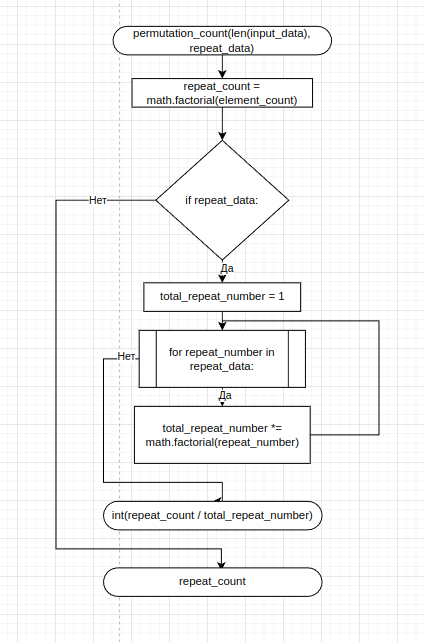 permutation_count(len(input_data),
repeat_data)
repeat_count =
math.factorial(element_count)
if repeat_data:
Нет
Да
total_repeat_number = 1
for repeat_number in
repeat_data:
Нет
Да
total_repeat_number *=
math.factorial(repeat_number)
int(repeat_count / total_repeat_number)
repeat_count